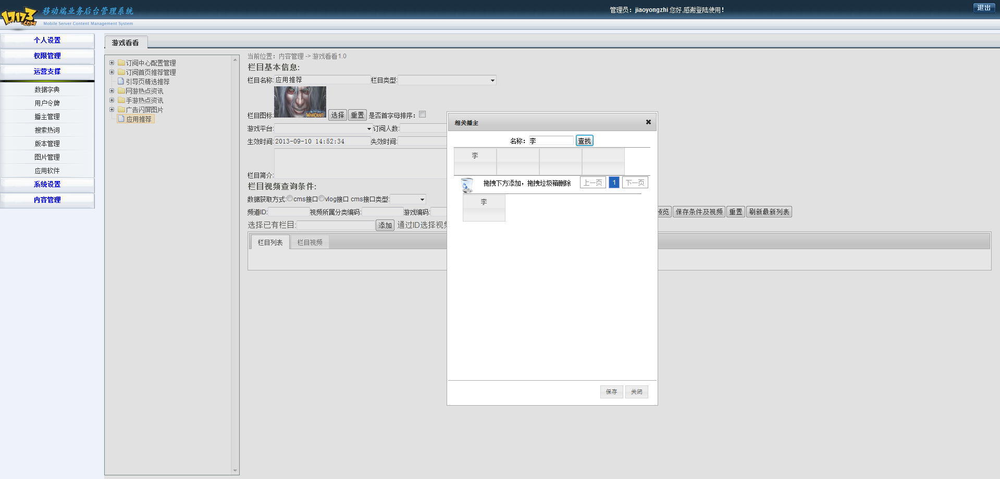 17173.COM
移动端业务后台管理系统
Mobile Server Content Management System
管理员：jiaoyongzhi 您好,感谢登陆使用！
退出
个人设置
权限管理
运营支撑
数据字典
用户令牌
播主管理
搜索热词
版本管理
图片管理
应用软件
系统设置
内容管理
游戏看看
订阅中心配置管理
订阅首页推荐管理
引导页精选推荐
网游热点资讯
手游热点资讯
广告闪屏图片
应用推荐
当前位置：内容管理 -> 游戏看看1.0
栏目基本信息:
栏目名称: 应用推荐 栏目类型:
WARCRAFT
栏目图标: 选择 重置 是否首字母排序：
游戏平台: 订阅人数:
生效时间: 2013-09-10 14:52:34 失效时间:
栏目简介:
栏目视频查询条件:
数据获取方式: cms接口 vlog接口 cms接口类型:
频道ID: 视频所属分类编码: 游戏编码:
预览 保存条件及视频 重置 刷新最新列表
选择已有栏目: 添加 通过ID选择视频
栏目列表 栏目视频
相关播主
名称：李 查找
李
拖拽下方添加，拖拽垃圾箱删除 上一页 1 下一页
李
保存 关闭